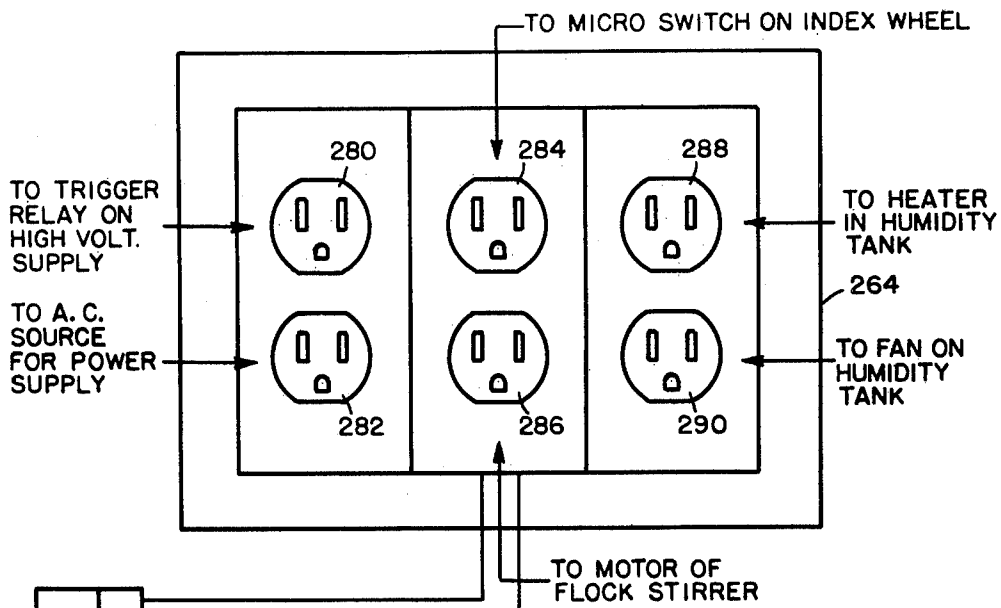 TO MICRO SWITCH ON INDEX WHEEL
280
284
288
TO TRIGGER
RELAY ON
HIGH VOLT.
SUPPLY
TO HEATER
IN HUMIDITY
TANK
264
TO A.C.
SOURCE
FOR POWER
SUPPLY
TO FAN ON
HUMIDITY
TANK
282
286
290
TO MOTOR OF
FLOCK STIRRER